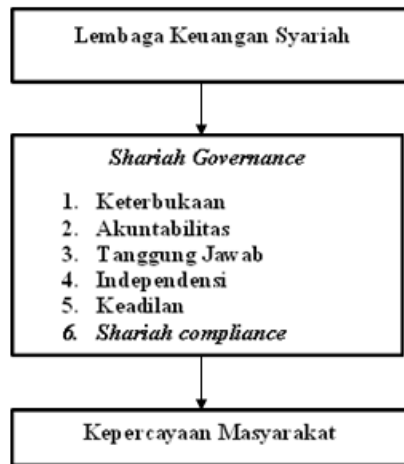 Lembaga Keuangan Syariah
Shariah Governance
1. Keterbukaan
2. Akuntabilitas
3. Tanggung Jawab
4. Independensi
5. Keadilan
6. Shariah compliance
Kepercayaan Masyarakat